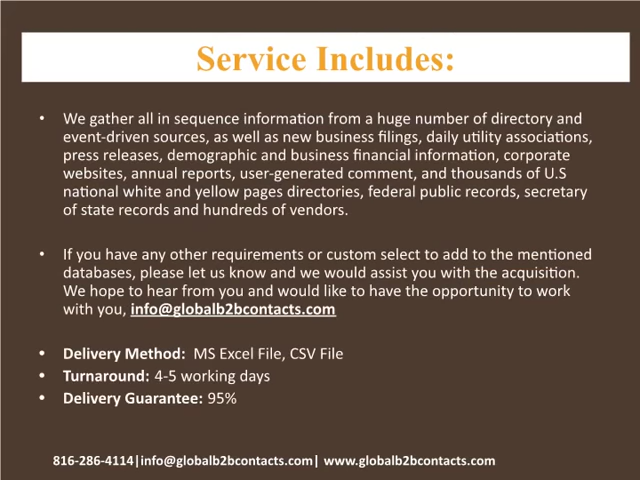 Service Includes:
• We gather all in sequence information from a huge number of directory and
event-driven sources, as well as new business filings, daily utility associations,
press releases, demographic and business financial information, corporate
websites, annual reports, user-generated comment, and thousands of U.S
national white and yellow pages directories, federal public records, secretary
of state records and hundreds of vendors.
• If you have any other requirements or custom select to add to the mentioned
databases, please let us know and we would assist you with the acquisition.
We hope to hear from you and would like to have the opportunity to work
with you, info@globalb2bcontacts.com
• Delivery Method: MS Excel File, CSV File
• Turnaround: 4-5 working days
• Delivery Guarantee: 95%
816-286-4114|info@globalb2bcontacts.com| www.globalb2bcontacts.com